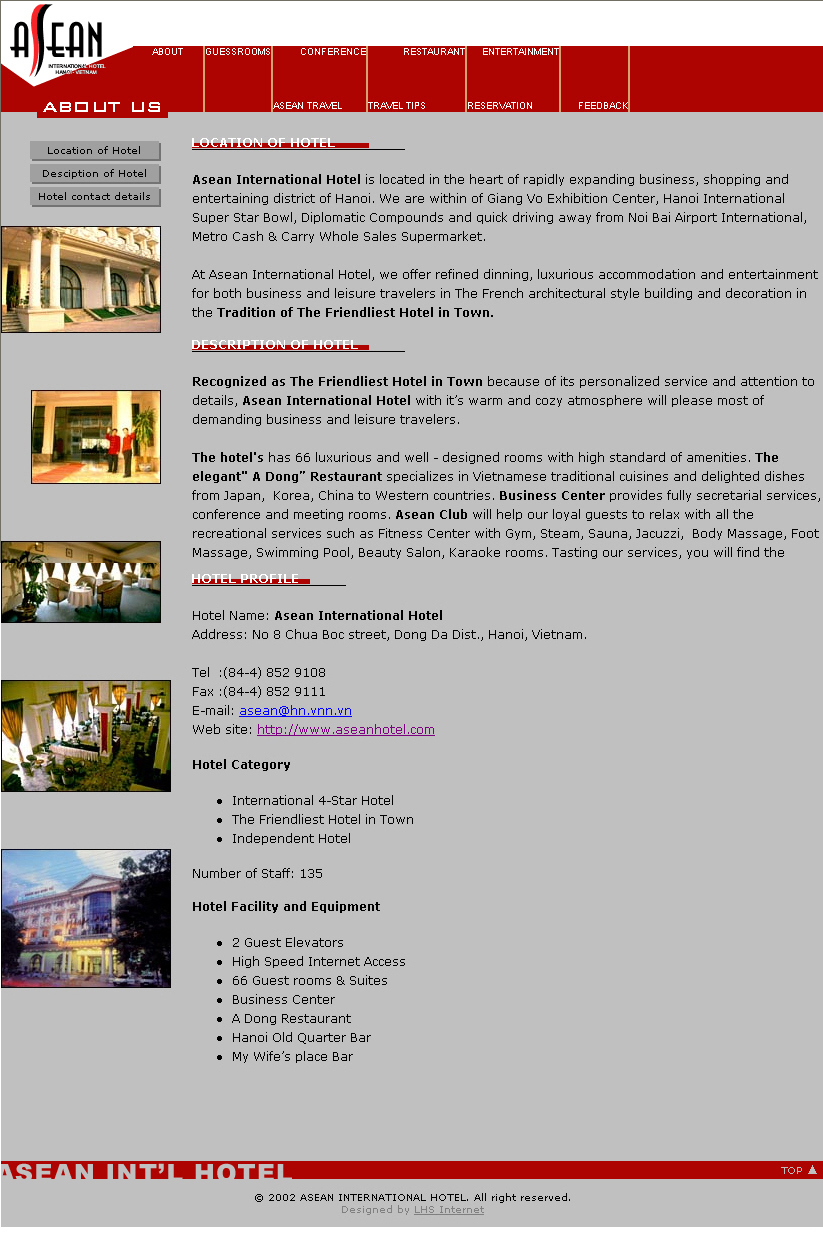 ASEAN
INTERNATIONAL HOTEL
HANOI - VIETNAM
ABOUT GUESSROOMS CONFERENCE RESTAURANT ENTERTAINMENT
ASEAN TRAVEL TRAVEL TIPS RESERVATION FEEDBACK
ABOUT US
Location of Hotel
Desciption of Hotel
Hotel contact details
LOCATION OF HOTEL
Asean International Hotel is located in the heart of rapidly expanding business, shopping and
entertaining district of Hanoi. We are within of Giang Vo Exhibition Center, Hanoi International
Super Star Bowl, Diplomatic Compounds and quick driving away from Noi Bai Airport International,
Metro Cash & Carry Whole Sales Supermarket.
At Asean International Hotel, we offer refined dinning, luxurious accommodation and entertainment
for both business and leisure travelers in The French architectural style building and decoration in
the Tradition of The Friendliest Hotel in Town.
DESCRIPTION OF HOTEL
Recognized as The Friendliest Hotel in Town because of its personalized service and attention to
details, Asean International Hotel with it’s warm and cozy atmosphere will please most of
demanding business and leisure travelers.
The hotel's has 66 luxurious and well - designed rooms with high standard of amenities. The
elegant" A Dong” Restaurant specializes in Vietnamese traditional cuisines and delighted dishes
from Japan, Korea, China to Western countries. Business Center provides fully secretarial services,
conference and meeting rooms. Asean Club will help our loyal guests to relax with all the
recreational services such as Fitness Center with Gym, Steam, Sauna, Jacuzzi, Body Massage, Foot
Massage, Swimming Pool, Beauty Salon, Karaoke rooms. Tasting our services, you will find the
HOTEL PROFILE
Hotel Name: Asean International Hotel
Address: No 8 Chua Boc street, Dong Da Dist., Hanoi, Vietnam.
Tel :(84-4) 852 9108
Fax :(84-4) 852 9111
E-mail: asean@hn.vnn.vn
Web site: http://www.aseanhotel.com
Hotel Category
• International 4-Star Hotel
• The Friendliest Hotel in Town
• Independent Hotel
Number of Staff: 135
Hotel Facility and Equipment
• 2 Guest Elevators
• High Speed Internet Access
• 66 Guest rooms & Suites
• Business Center
• A Dong Restaurant
• Hanoi Old Quarter Bar
• My Wife’s place Bar
ASEAN INT'L HOTEL TOP
© 2002 ASEAN INTERNATIONAL HOTEL. All right reserved.
Designed by LHS Internet